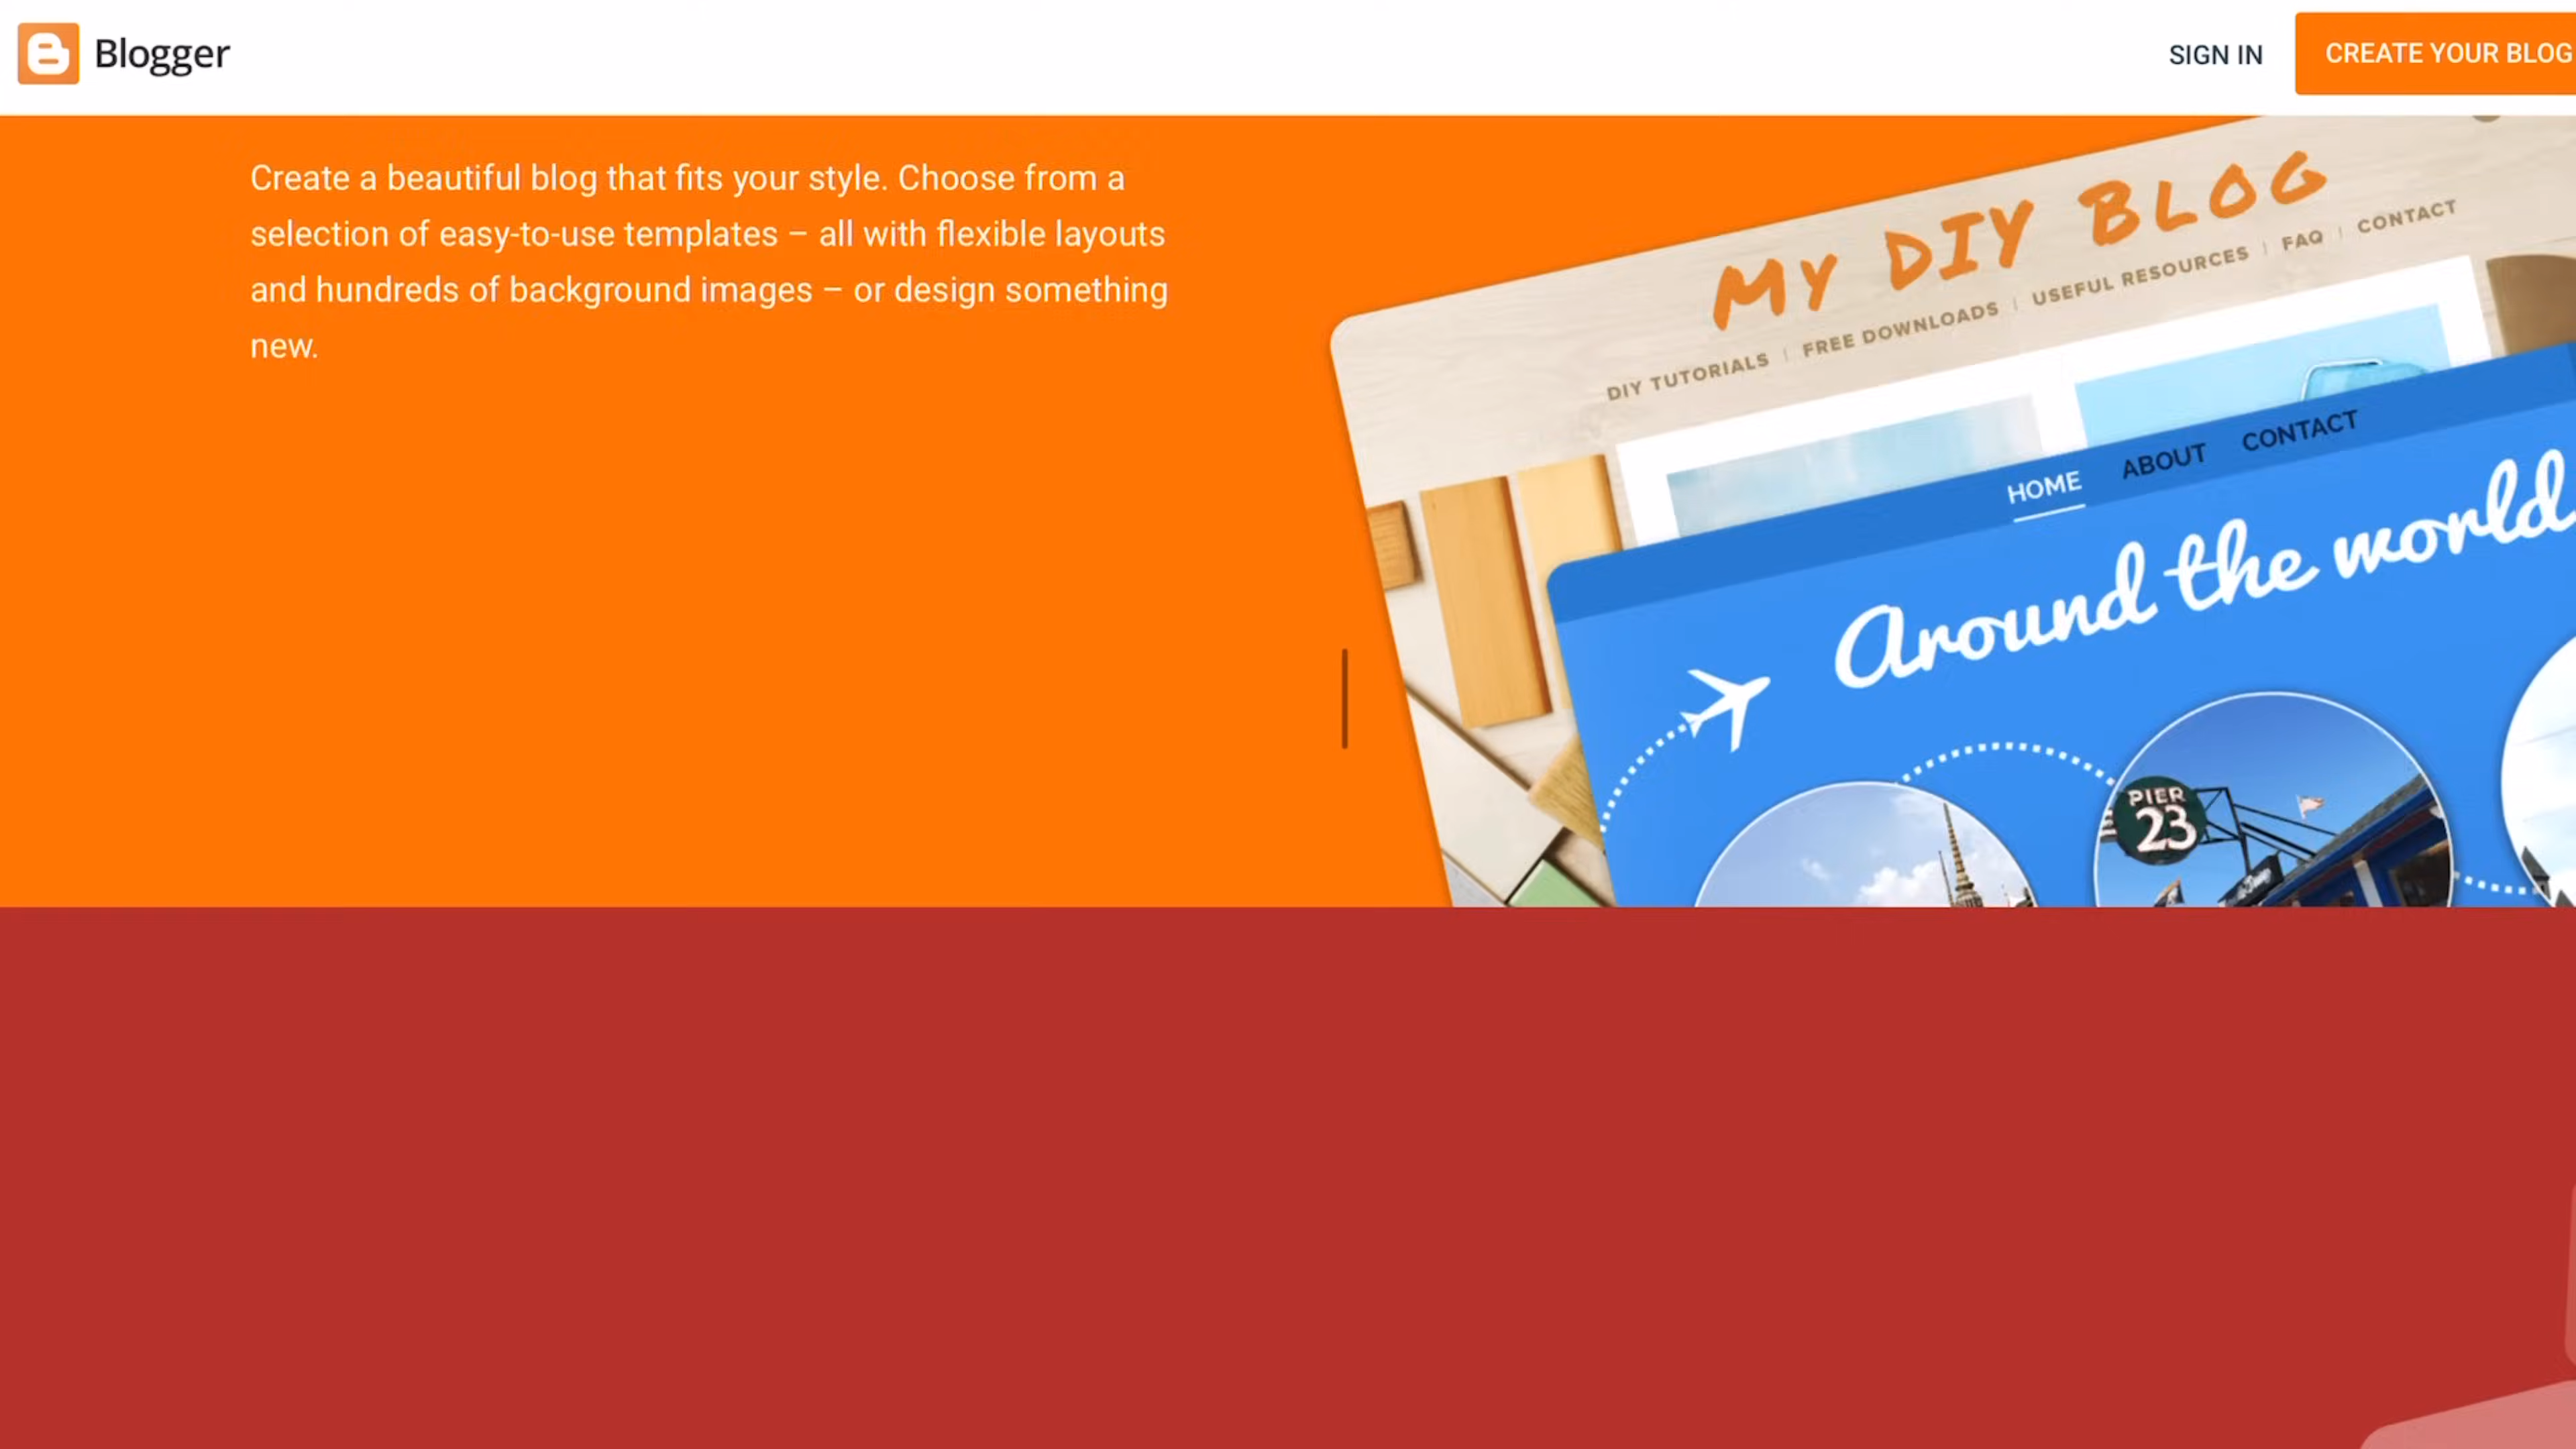 Blogger
SIGN IN
CREATE YOUR BLOG
Create a beautiful blog that fits your style. Choose from a
selection of easy-to-use templates – all with flexible layouts
and hundreds of background images – or design something
new.
MY DIY BLOG
DIY TUTORIALS | FREE DOWNLOADS | USEFUL RESOURCES | FAQ | CONTACT
HOME ABOUT CONTACT
Around the world
PIER
23